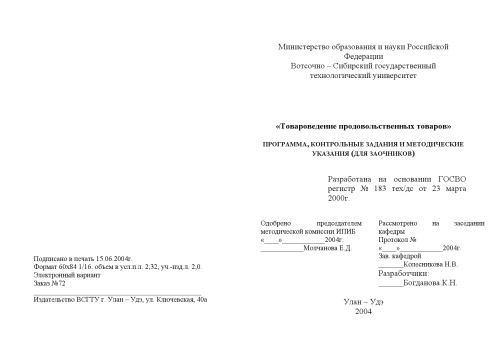 Министерство образования и науки Российской
Федерации
Вотсочно – Сибирский государственный
технологический университет
«Товароведение продовольственных товаров»
ПРОГРАММА, КОНТРОЛЬНЫЕ ЗАДАНИЯ И МЕТОДИЧЕСКИЕ
УКАЗАНИЯ (ДЛЯ ЗАОЧНИКОВ)
Разработана на основании ГОСВО
регистр № 183 тех/дс от 23 марта
2000г.
Одобрено председателем
методической комиссии ИПИБ
«____»____________2004г.
____________Молчанова Е.Д.
Рассмотрено на заседании
кафедры
Протокол №
«____»____________2004г.
Зав. кафедрой
_______Колесникова Н.В.
Разработчики:
______Богданова К.Н.
Улан – Удэ
2004
Подписано в печать 15.06.2004г.
Формат 60х84 1/16. объем в усл.п.л. 2,32, уч.-изд.л. 2,0.
Электронный вариант
Заказ №72
Издательство ВСГТУ г. Улан – Удэ, ул. Ключевская, 40а